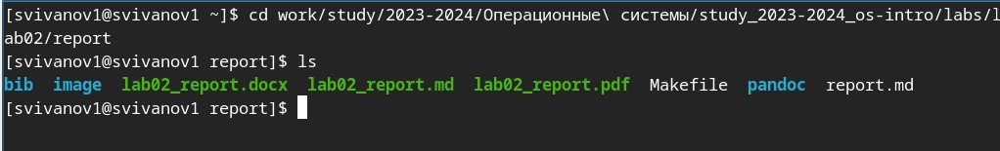 [svivanov1@svivanov1 ~]$ cd work/study/2023-2024/Операционные\ системы/study_2023-2024_os-intro/labs/l
ab02/report
[svivanov1@svivanov1 report]$ ls
bib  image  lab02_report.docx  lab02_report.md  lab02_report.pdf  Makefile  pandoc  report.md
[svivanov1@svivanov1 report]$